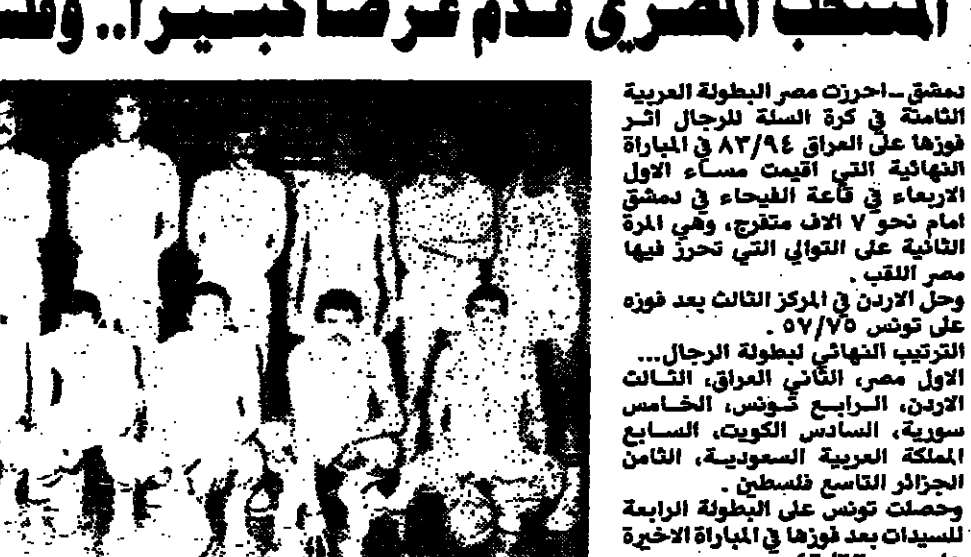 المنتخب المصري قدم عرضا كبيرا.. وفلس
دمشق ـ احرزت مصر البطولة العربية
الثامنة في كرة السلة للرجال اثر
فوزها على العراق ٨٣/٩٤ في المباراة
النهائية التي اقيمت مساء الاول
الاربعاء في قاعة الفيحاء في دمشق
امام نحو ٧ الاف متفرج، وهي المرة
الثانية على التوالي التي تحرز فيها
مصر اللقب .
وحل الاردن في المركز الثالث بعد فوزه
على تونس ٥٧/٧٥ .
الترتيب النهائي لبطولة الرجال...
الاول مصر، الثاني العراق، الثالث
الاردن، الرابع تونس، الخامس
سورية، السادس الكويت، السابع
المملكة العربية السعودية، الثامن
الجزائر التاسع فلسطين .
وحصلت تونس على البطولة الرابعة
للسيدات بعد فوزها في المباراة الاخيرة